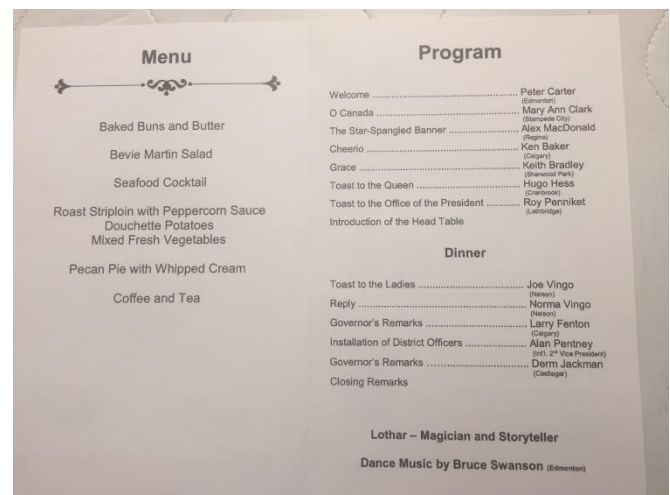 Menu
Baked Buns and Butter
Bevie Martin Salad
Seafood Cocktail
Roast Striploin with Peppercorn Sauce
Douchette Potatoes
Mixed Fresh Vegetables
Pecan Pie with Whipped Cream
Coffee and Tea
Program
Welcome ........................................................ Peter Carter
(Edmonton)
O Canada ........................................................ Mary Ann Clark
(Stampede City)
The Star-Spangled Banner .......................... Alex MacDonald
(Regina)
Cheerio .......................................................... Ken Baker
(Calgary)
Grace ............................................................. Keith Bradley
(Sherwood Park)
Toast to the Queen ...................................... Hugo Hess
(Cranbrook)
Toast to the Office of the President ............. Roy Penniket
(Lethbridge)
Introduction of the Head Table
Dinner
Toast to the Ladies ....................................... Joe Vingo
(Nelson)
Reply .............................................................. Norma Vingo
(Nelson)
Governor's Remarks ..................................... Larry Fenton
(Calgary)
Installation of District Officers ...................... Alan Pentney
(Int'l. 2nd Vice President)
Governor's Remarks ..................................... Derm Jackman
(Castlegar)
Closing Remarks
Lothar – Magician and Storyteller
Dance Music by Bruce Swanson (Edmonton)